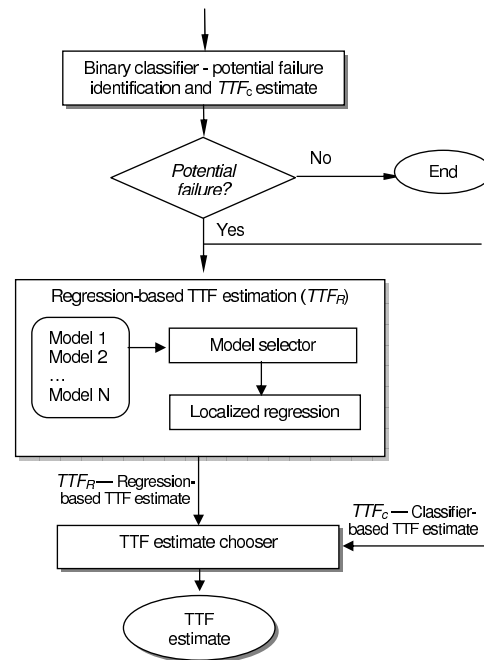 Binary classifier - potential failure
identification and TTFc estimate
Potential
failure?
No
End
Yes
Regression-based TTF estimation (TTFR)
Model 1
Model 2
...
Model N
Model selector
Localized regression
TTFR— Regression-
based TTF estimate
TTFc — Classifier-
based TTF estimate
TTF estimate chooser
TTF
estimate